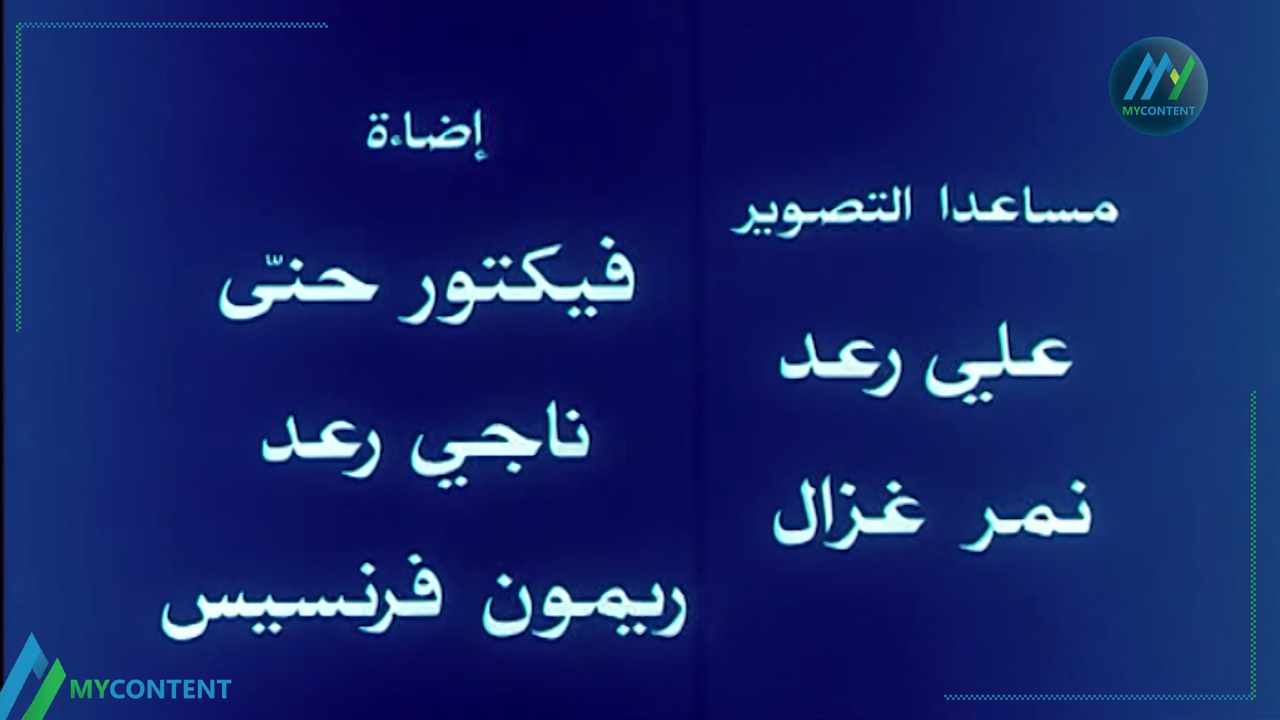 مساعدا التصوير
علي رعد
نمر غزال
إضاءة
فيكتور حنّى
ناجي رعد
ريمون فرنسيس
MYCONTENT
MYCONTENT